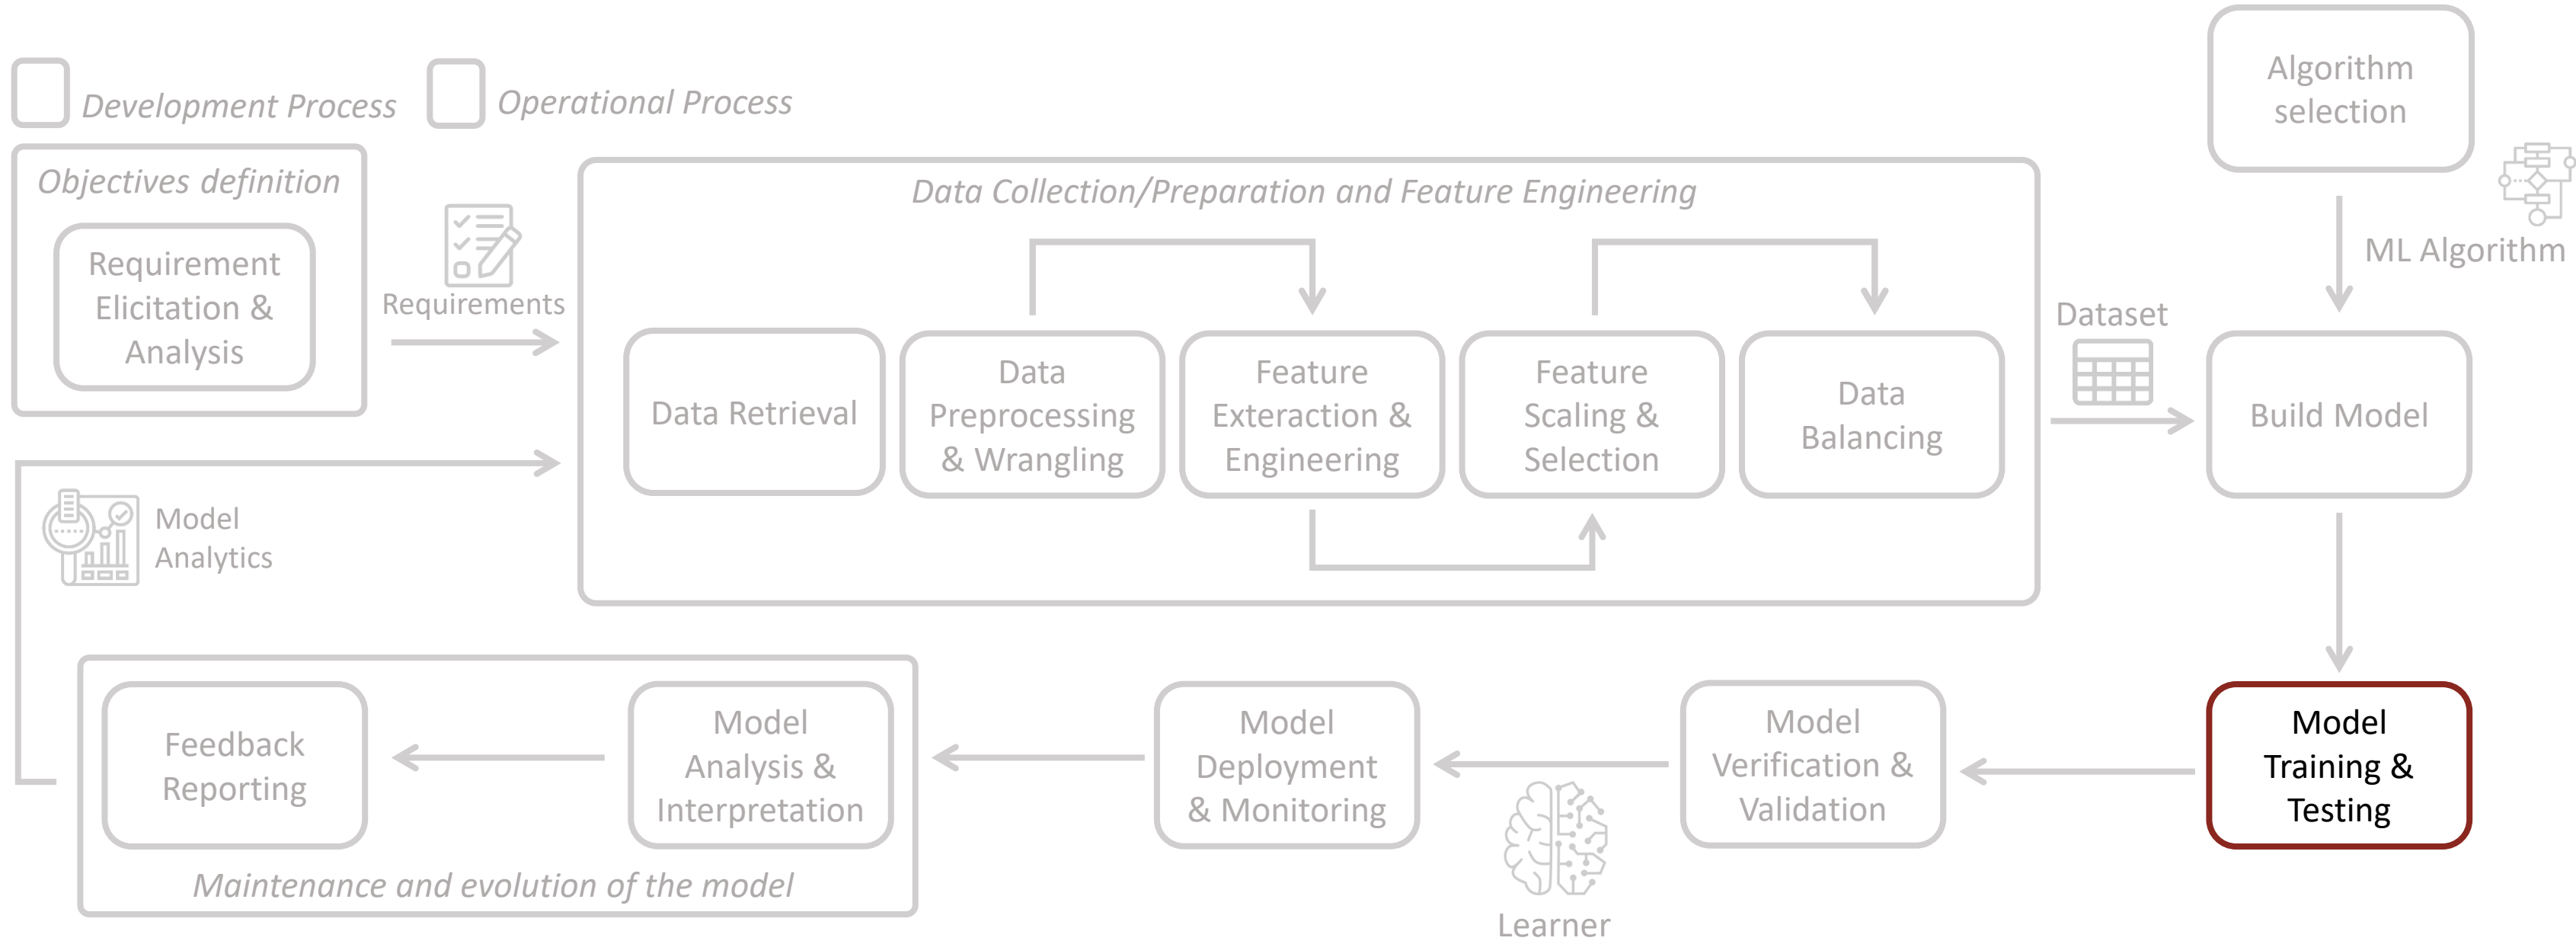 Development Process
Operational Process
Algorithm
selection
ML Algorithm
Objectives definition
Requirement
Elicitation &
Analysis
Requirements
Data Collection/Preparation and Feature Engineering
Data Retrieval
Data
Preprocessing
& Wrangling
Feature
Exteraction &
Engineering
Feature
Scaling &
Selection
Data
Balancing
Dataset
Build Model
Model
Analytics
Feedback
Reporting
Model
Analysis &
Interpretation
Maintenance and evolution of the model
Model
Deployment
& Monitoring
Learner
Model
Verification &
Validation
Model
Training &
Testing